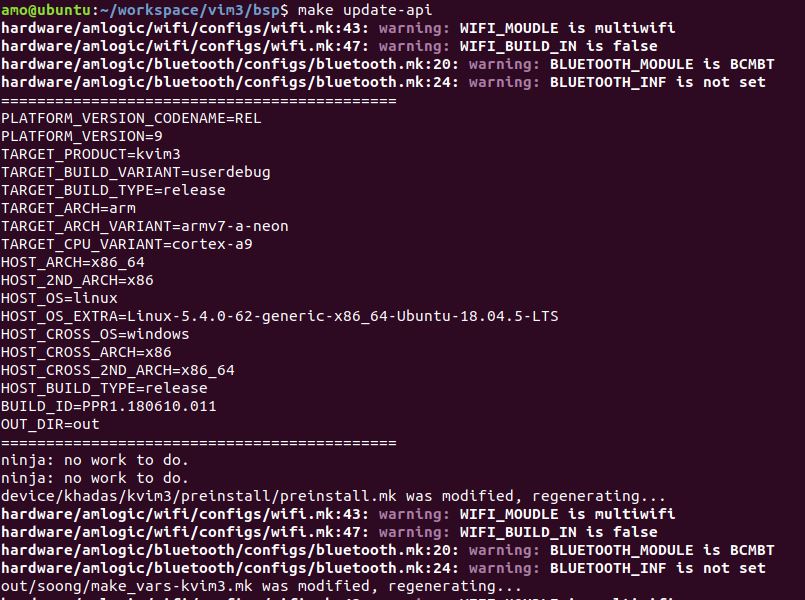 amo@ubuntu:~/workspace/vim3/bsp$ make update-api
hardware/amlogic/wifi/configs/wifi.mk:43: warning: WIFI_MOUDLE is multiwifi
hardware/amlogic/wifi/configs/wifi.mk:47: warning: WIFI_BUILD_IN is false
hardware/amlogic/bluetooth/configs/bluetooth.mk:20: warning: BLUETOOTH_MODULE is BCMBT
hardware/amlogic/bluetooth/configs/bluetooth.mk:24: warning: BLUETOOTH_INF is not set
============================================
PLATFORM_VERSION_CODENAME=REL
PLATFORM_VERSION=9
TARGET_PRODUCT=kvim3
TARGET_BUILD_VARIANT=userdebug
TARGET_BUILD_TYPE=release
TARGET_ARCH=arm
TARGET_ARCH_VARIANT=armv7-a-neon
TARGET_CPU_VARIANT=cortex-a9
HOST_ARCH=x86_64
HOST_2ND_ARCH=x86
HOST_OS=linux
HOST_OS_EXTRA=Linux-5.4.0-62-generic-x86_64-Ubuntu-18.04.5-LTS
HOST_CROSS_OS=windows
HOST_CROSS_ARCH=x86
HOST_CROSS_2ND_ARCH=x86_64
HOST_BUILD_TYPE=release
BUILD_ID=PPR1.180610.011
OUT_DIR=out
============================================
ninja: no work to do.
ninja: no work to do.
device/khadas/kvim3/preinstall/preinstall.mk was modified, regenerating...
hardware/amlogic/wifi/configs/wifi.mk:43: warning: WIFI_MOUDLE is multiwifi
hardware/amlogic/wifi/configs/wifi.mk:47: warning: WIFI_BUILD_IN is false
hardware/amlogic/bluetooth/configs/bluetooth.mk:20: warning: BLUETOOTH_MODULE is BCMBT
hardware/amlogic/bluetooth/configs/bluetooth.mk:24: warning: BLUETOOTH_INF is not set
out/soong/make_vars-kvim3.mk was modified, regenerating...